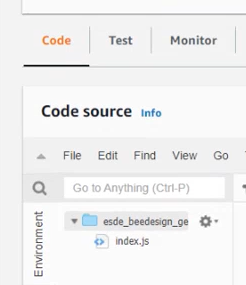 Code Test Monitor
Code source Info
File Edit Find View Go
Go to Anything (Ctrl-P)
Environment
esde_beedesign_ge
index.js